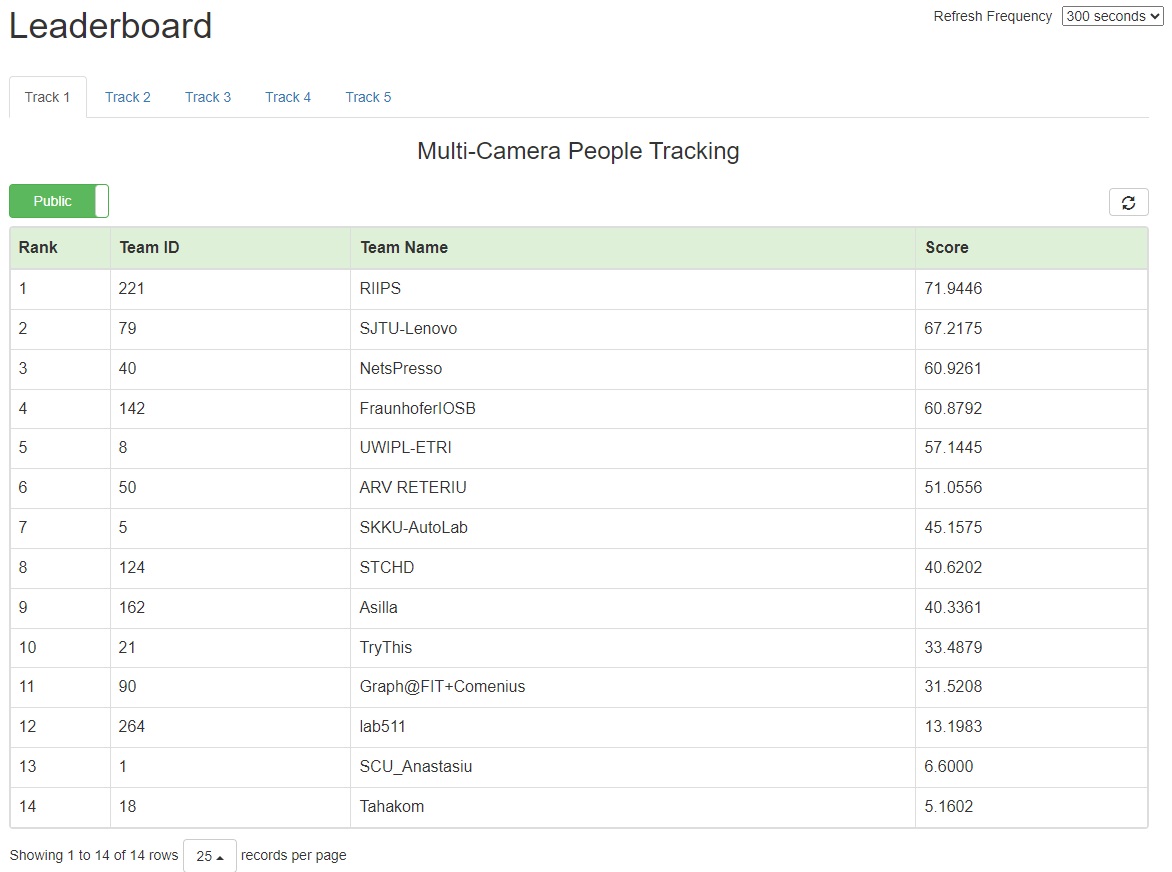 Leaderboard
Refresh Frequency 300 seconds
Track 1 Track 2 Track 3 Track 4 Track 5
Multi-Camera People Tracking
Public
Rank Team ID Team Name Score
1 221 RIIPS 71.9446
2 79 SJTU-Lenovo 67.2175
3 40 NetsPresso 60.9261
4 142 FraunhoferIOSB 60.8792
5 8 UWIPL-ETRI 57.1445
6 50 ARV RETERIU 51.0556
7 5 SKKU-AutoLab 45.1575
8 124 STCHD 40.6202
9 162 Asilla 40.3361
10 21 TryThis 33.4879
11 90 Graph@FIT+Comenius 31.5208
12 264 lab511 13.1983
13 1 SCU_Anastasiu 6.6000
14 18 Tahakom 5.1602
Showing 1 to 14 of 14 rows 25 records per page